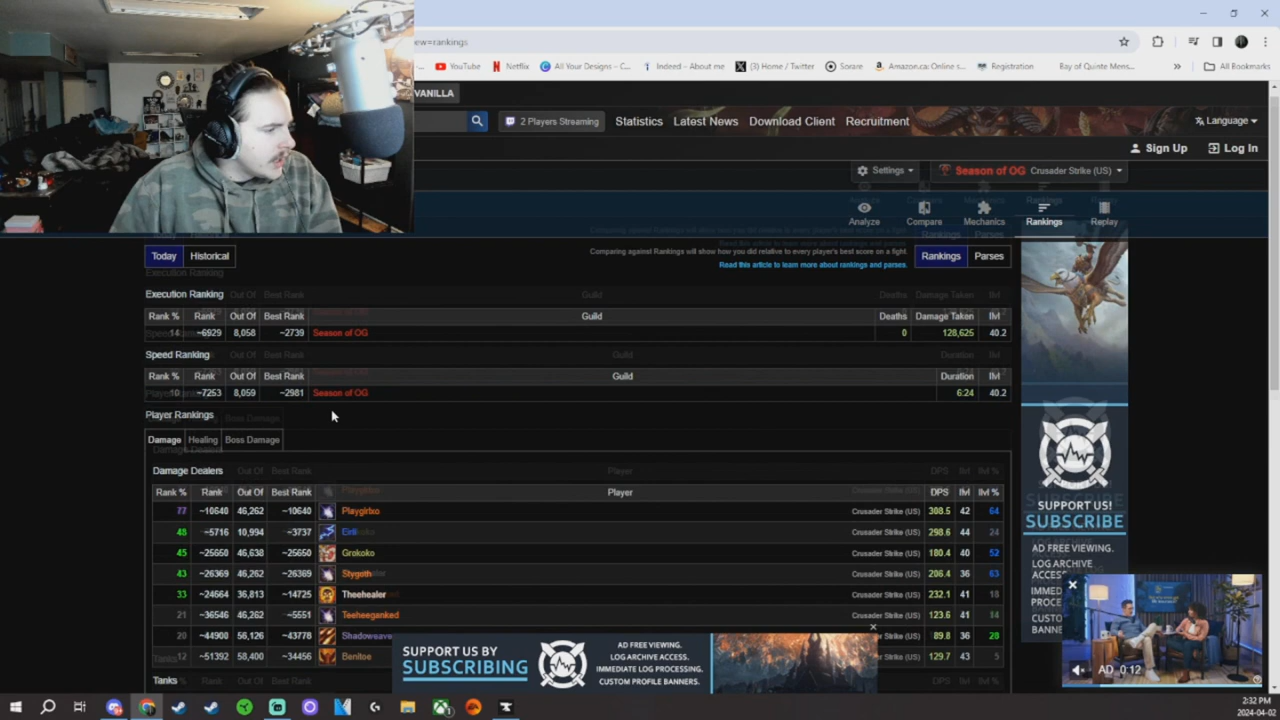 ew=rankings
YouTube Netflix All Your Designs – C... Indeed – About me (3) Home / Twitter Sorare Amazon.ca: Online s... Registration Bay of Quinte Mens... » All Bookmarks
VANILLA
2 Players Streaming Statistics Latest News Download Client Recruitment Language
Sign Up Log In
Settings Season of OG Crusader Strike (US)
Analyze Compare Mechanics Rankings Replay
Today Historical
Comparing against Rankings will show how you did relative to every player's best score on a fight.
Read this article to learn more about rankings and parses.
Rankings Parses
Execution Ranking
Rank % Rank Out Of Best Rank Guild Deaths Damage Taken Ilvl
14 ~6929 8,058 ~2739 Season of OG 0 128,625 40.2
Speed Ranking
Rank % Rank Out Of Best Rank Guild Duration Ilvl
10 ~7253 8,059 ~2981 Season of OG 6:24 40.2
Player Rankings
Damage Healing Boss Damage
Damage Dealers
Rank % Rank Out Of Best Rank Player DPS Ilvl Ilvl %
77 ~10640 46,262 ~10640 Playgirlxo Crusader Strike (US) 308.5 42 64
48 ~5716 10,994 ~3737 Eirli Crusader Strike (US) 298.6 44 24
45 ~25650 46,638 ~25650 Grokoko Crusader Strike (US) 180.4 40 52
43 ~26369 46,262 ~26369 Stygoth Crusader Strike (US) 206.4 36 63
33 ~24664 36,813 ~14725 Theehealer Crusader Strike (US) 232.1 41 18
21 ~36546 46,262 ~5551 Teeheeganked Crusader Strike (US) 123.6 41 14
20 ~44900 56,126 ~43778 Shadoweave Crusader Strike (US) 89.8 36 28
12 ~51392 58,400 ~34456 Benitoe Crusader Strike (US) 129.7 43 5
Tanks
SUPPORT US BY
SUBSCRIBING
AD FREE VIEWING.
LOG ARCHIVE ACCESS.
IMMEDIATE LOG PROCESSING.
CUSTOM PROFILE BANNERS.
SUPPORT US!
SUBSCRIBE
AD FREE VIEWING.
LOG ARCHIVE
ACCESS.
IMMED
PROCE
CUSTO
BANNE
AD 0:12
2:32 PM
2024-04-02